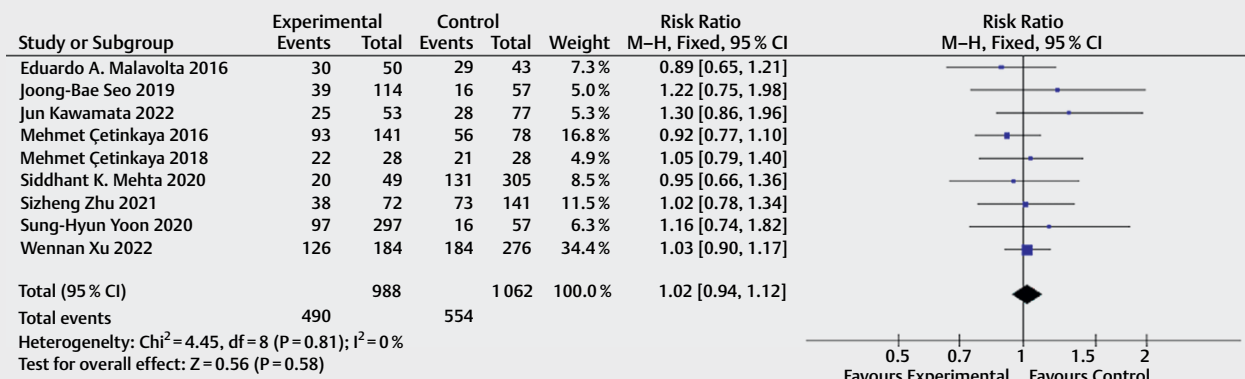 Experimental Control Risk Ratio Risk Ratio
Study or Subgroup Events Total Events Total Weight M–H, Fixed, 95 % CI M–H, Fixed, 95 % CI
Eduardo A. Malavolta 2016 30 50 29 43 7.3 % 0.89 [0.65, 1.21]
Joong-Bae Seo 2019 39 114 16 57 5.0 % 1.22 [0.75, 1.98]
Jun Kawamata 2022 25 53 28 77 5.3 % 1.30 [0.86, 1.96]
Mehmet Çetinkaya 2016 93 141 56 78 16.8 % 0.92 [0.77, 1.10]
Mehmet Çetinkaya 2018 22 28 21 28 4.9 % 1.05 [0.79, 1.40]
Siddhant K. Mehta 2020 20 49 131 305 8.5 % 0.95 [0.66, 1.36]
Sizheng Zhu 2021 38 72 73 141 11.5 % 1.02 [0.78, 1.34]
Sung-Hyun Yoon 2020 97 297 16 57 6.3 % 1.16 [0.74, 1.82]
Wennan Xu 2022 126 184 184 276 34.4 % 1.03 [0.90, 1.17]
Total (95 % CI) 988 1 062 100.0 % 1.02 [0.94, 1.12]
Total events 490 554
Heterogenelty: Chi² = 4.45, df = 8 (P = 0.81); I² = 0 %
Test for overall effect: Z = 0.56 (P = 0.58)
0.5 0.7 1 1.5 2
Favours Experimental Favours Control